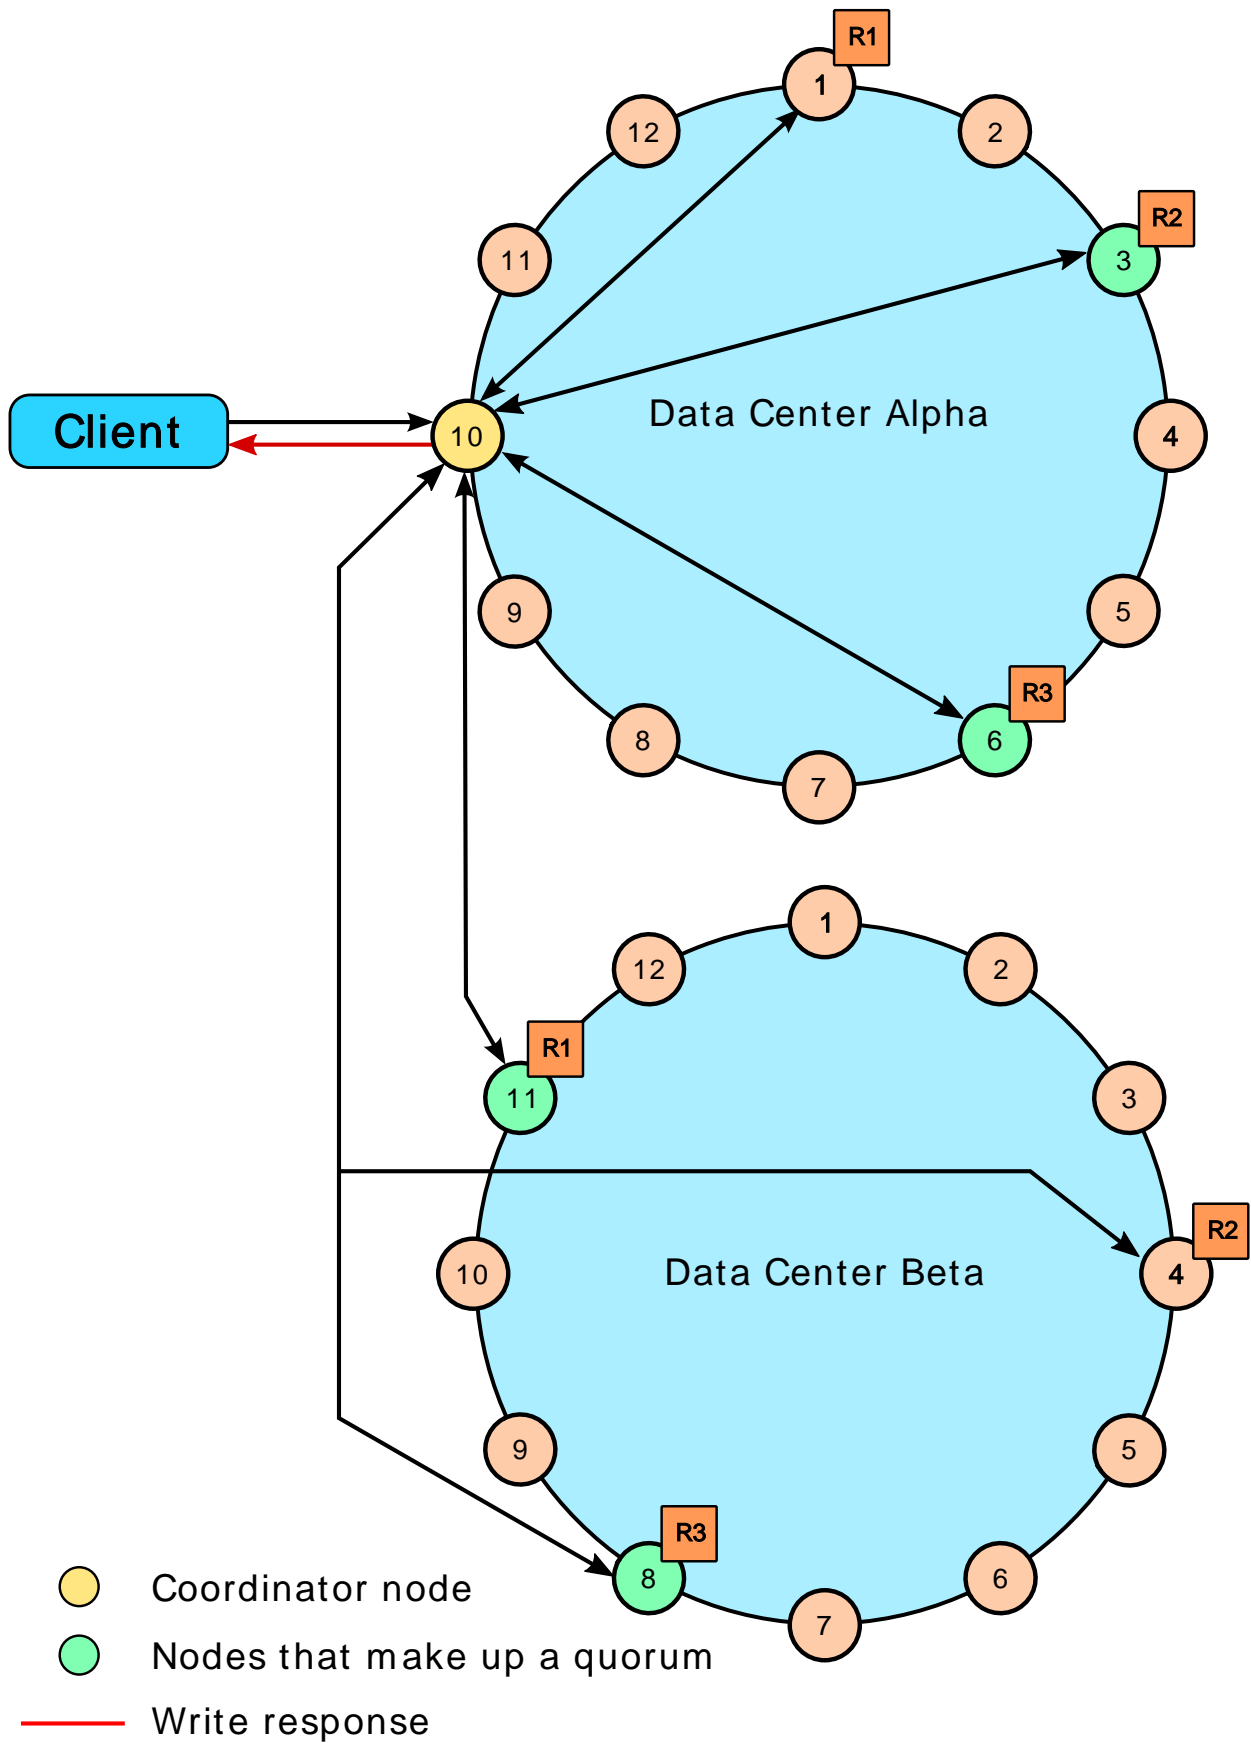 R1
1
12
2
R2
11
3
Client
10
Data Center Alpha
4
9
5
R3
8
6
7
1
12
2
R1
11
3
R2
10
Data Center Beta
4
9
5
R3
8
6
7
Coordinator node
Nodes that make up a quorum
Write response